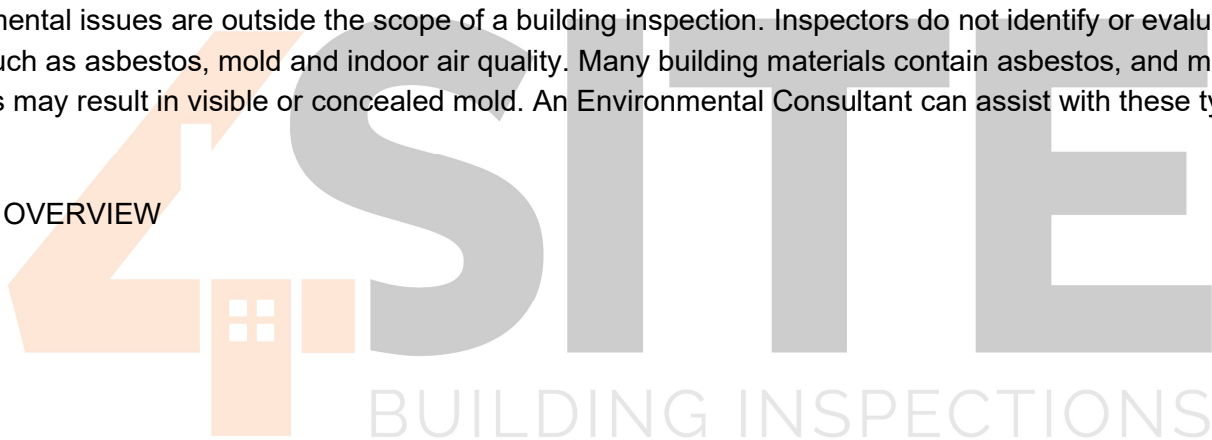 mental issues are outside the scope of a building inspection. Inspectors do not identify or evalu
uch as asbestos, mold and indoor air quality. Many building materials contain asbestos, and m
s may result in visible or concealed mold. An Environmental Consultant can assist with these ty
OVERVIEW
4SITE
BUILDING INSPECTIONS